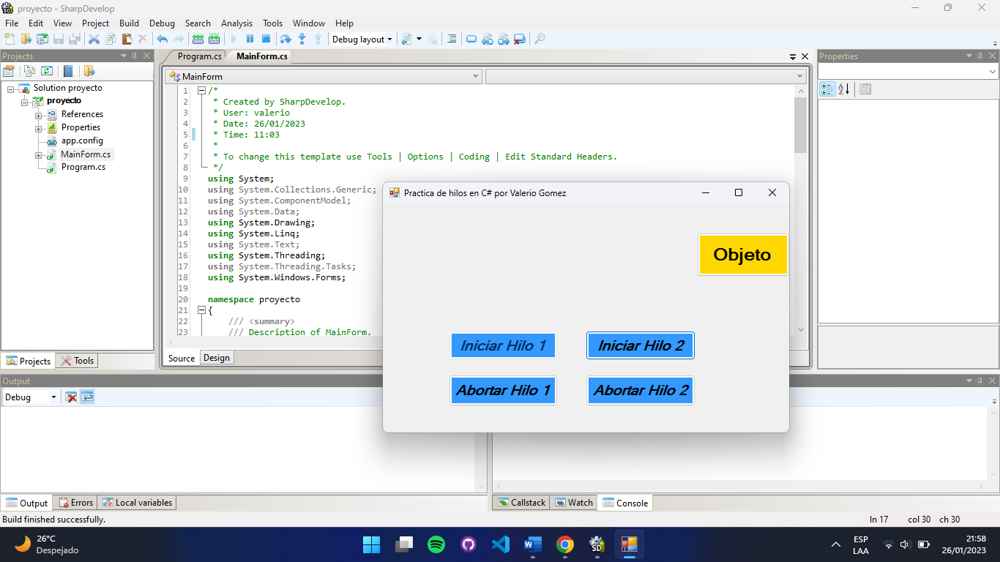 proyecto - SharpDevelop
File Edit View Project Build Debug Search Analysis Tools Window Help
Debug layout
Projects
Solution proyecto
proyecto
References
Properties
app.config
MainForm.cs
Program.cs
Projects Tools
Program.cs MainForm.cs
MainForm
1 /*
2 * Created by SharpDevelop.
3 * User: valerio
4 * Date: 26/01/2023
5 * Time: 11:03
6 *
7 * To change this template use Tools | Options | Coding | Edit Standard Headers.
8 */
9 using System;
10 using System.Collections.Generic;
11 using System.ComponentModel;
12 using System.Data;
13 using System.Drawing;
14 using System.Linq;
15 using System.Text;
16 using System.Threading;
17 using System.Threading.Tasks;
18 using System.Windows.Forms;
19
20 namespace proyecto
21 {
22 /// <summary>
23 /// Description of MainForm.
Source Design
Properties
Practica de hilos en C# por Valerio Gomez
Objeto
Iniciar Hilo 1 Iniciar Hilo 2
Abortar Hilo 1 Abortar Hilo 2
Output
Debug
Output Errors Local variables
Callstack Watch Console
Build finished successfully.
ln 17 col 30 ch 30
26°C
Despejado
ESP
LAA
21:58
26/01/2023